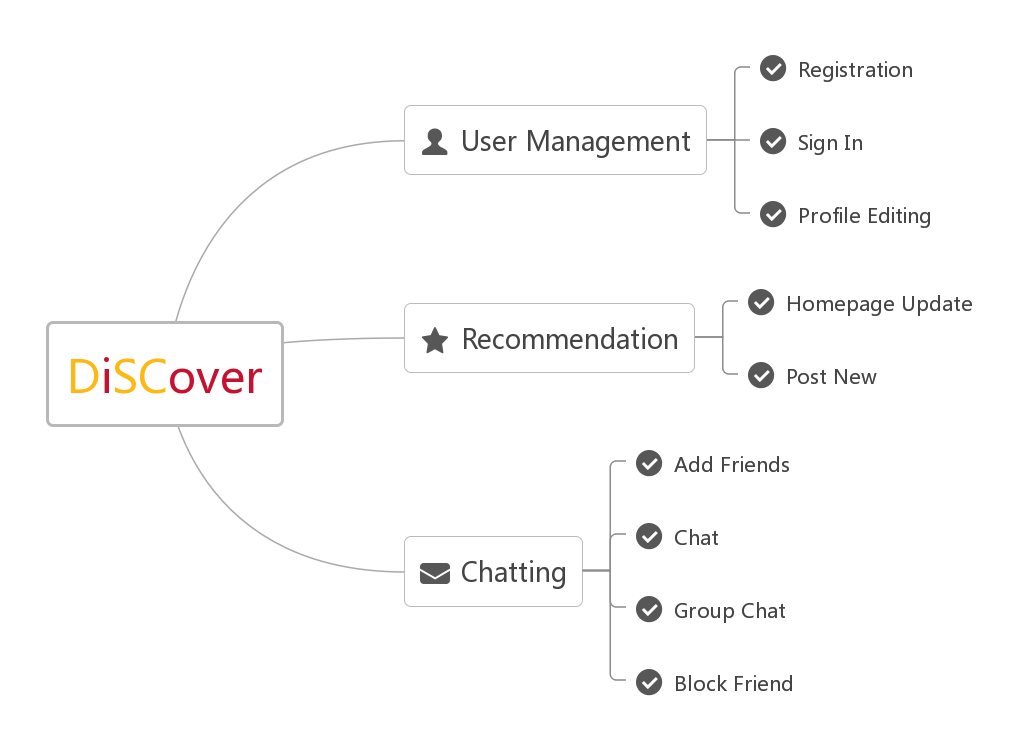 DiSCover
User Management
Registration
Sign In
Profile Editing
Recommendation
Homepage Update
Post New
Chatting
Add Friends
Chat
Group Chat
Block Friend